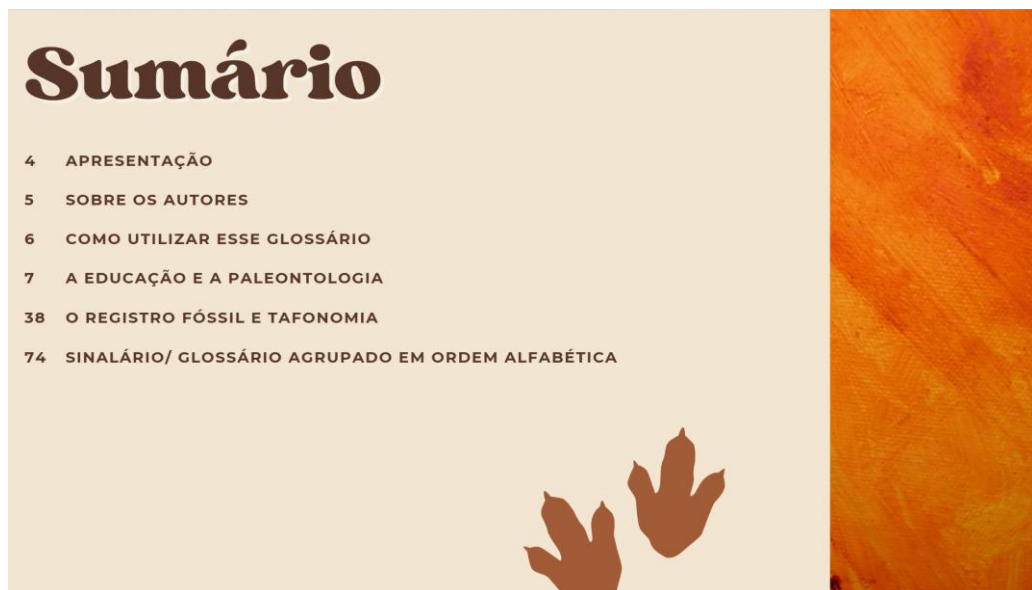 Sumário
4 APRESENTAÇÃO
5 SOBRE OS AUTORES
6 COMO UTILIZAR ESSE GLOSSÁRIO
7 A EDUCAÇÃO E A PALEONTOLOGIA
38 O REGISTRO FÓSSIL E TAFONOMIA
74 SINALÁRIO/ GLOSSÁRIO AGRUPADO EM ORDEM ALFABÉTICA